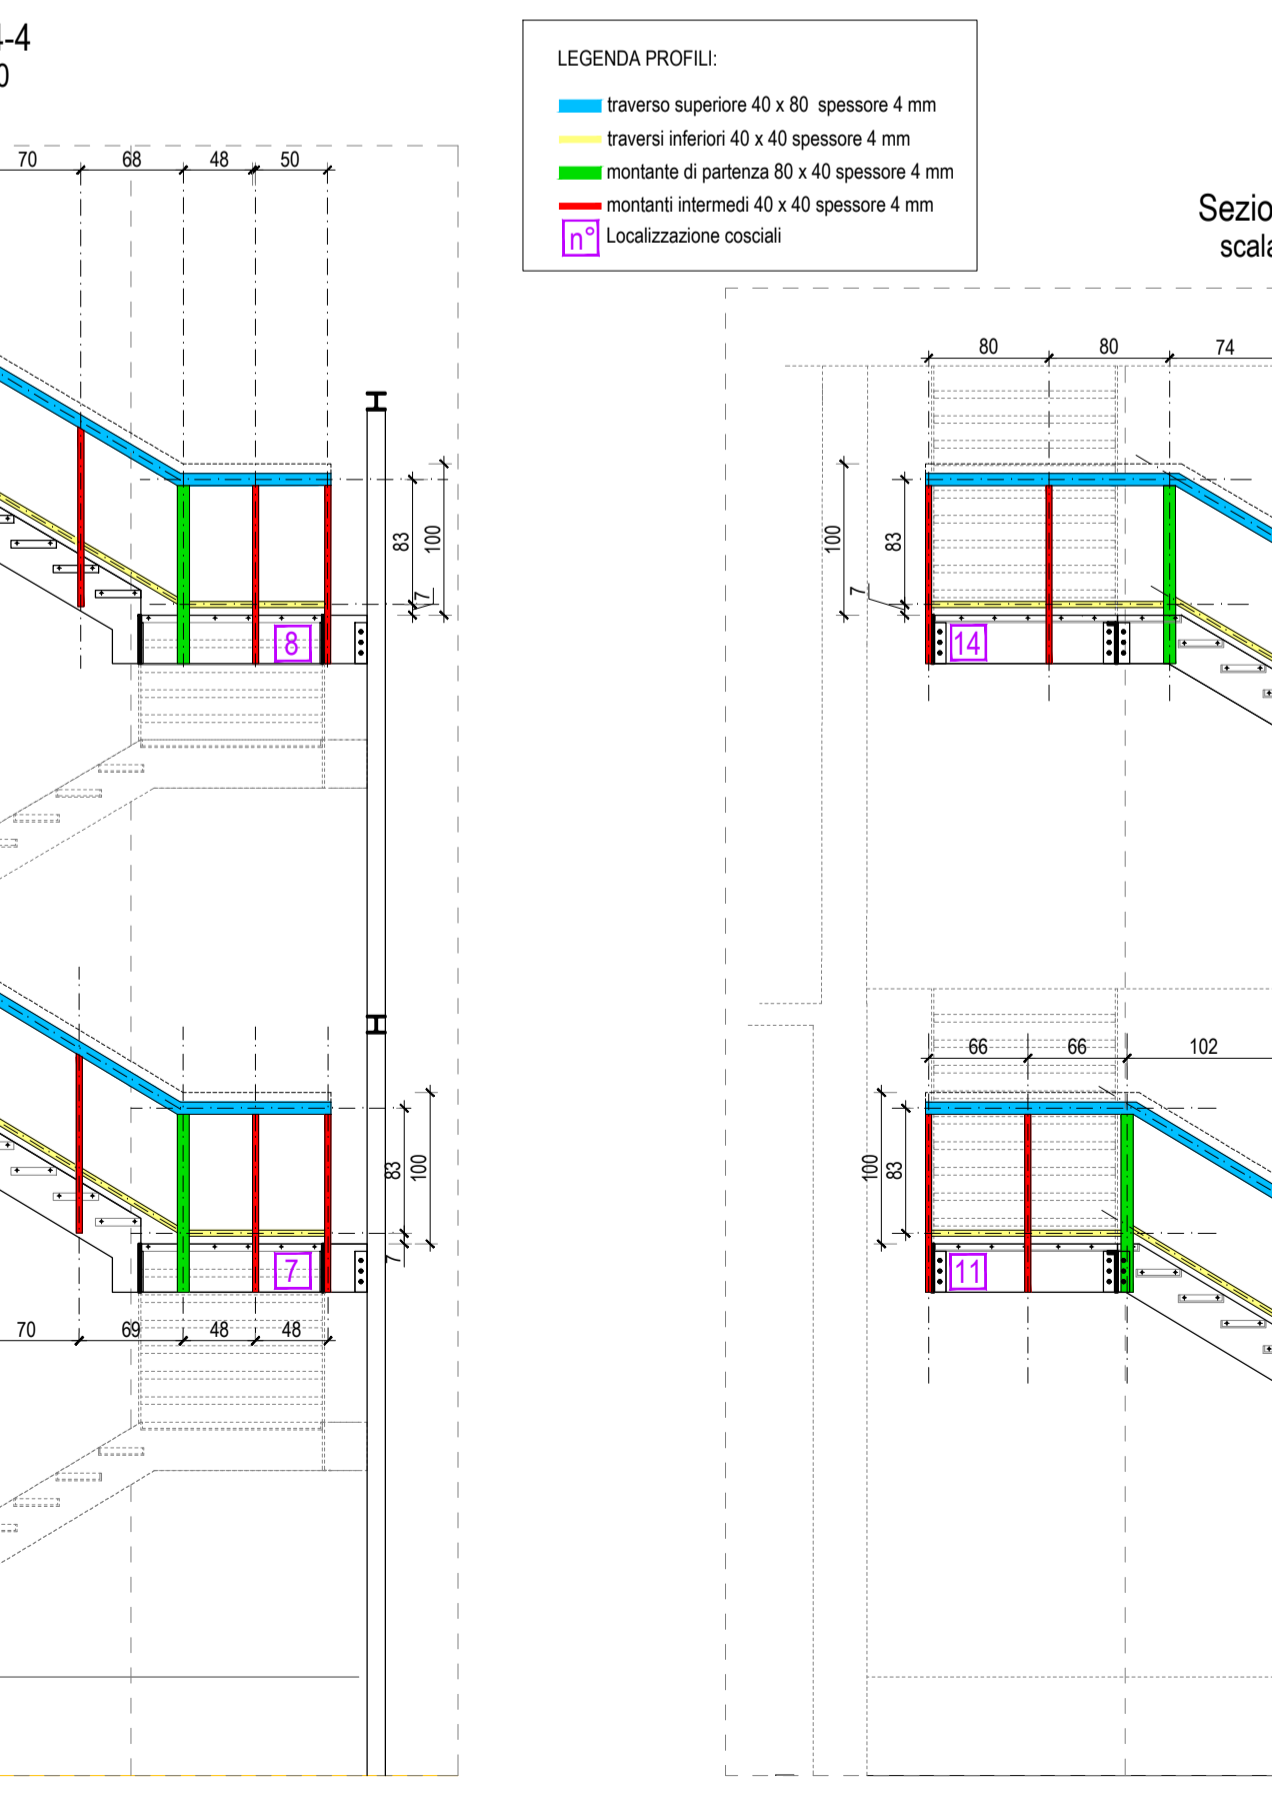 4-4
0
LEGENDA PROFILI:
traverso superiore 40 x 80 spessore 4 mm
traversi inferiori 40 x 40 spessore 4 mm
montante di partenza 80 x 40 spessore 4 mm
montanti intermedi 40 x 40 spessore 4 mm
n° Localizzazione cosciali
Sezio
scala
70 68 48 50
83
100
7
8
80 80 74
100
83
7
14
83
100
7
7
70 69 48 48
66 66 102
100
83
11